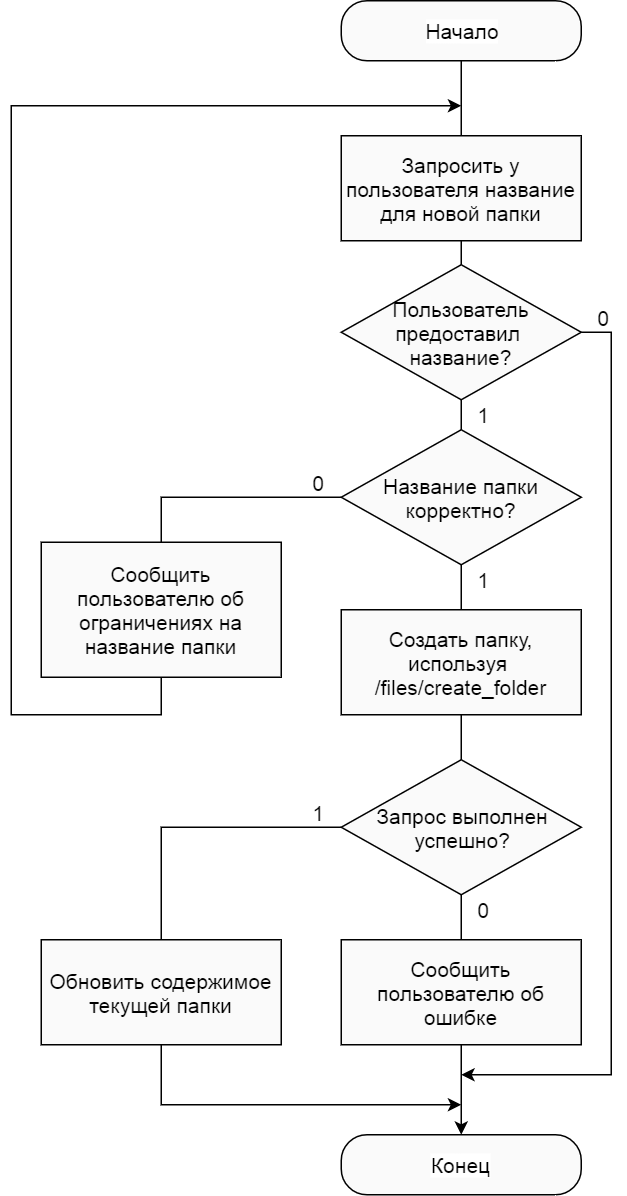 Начало
Запросить у
пользователя название
для новой папки
Пользователь
предоставил
название?
0
1
Название папки
корректно?
0
1
Сообщить
пользователю об
ограничениях на
название папки
Создать папку,
используя
/files/create_folder
Запрос выполнен
успешно?
1
0
Обновить содержимое
текущей папки
Сообщить
пользователю об
ошибке
Конец